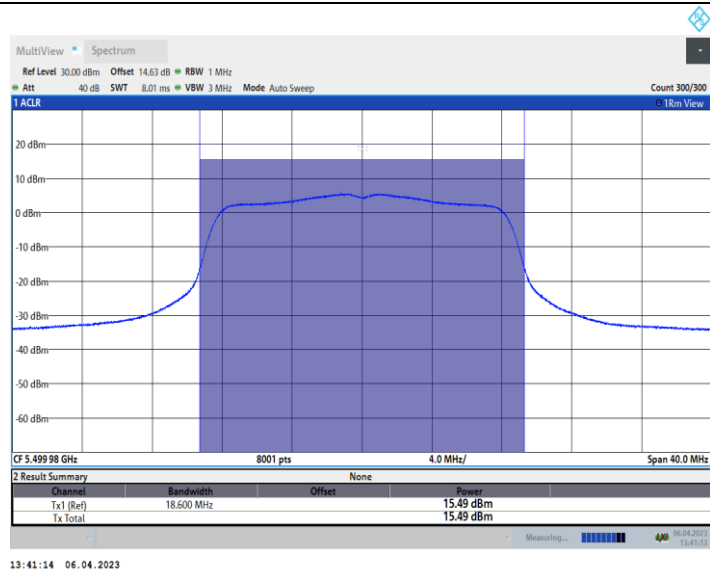 MultiView Spectrum
Ref Level 30.00 dBm Offset 14.63 dB RBW 1 MHz
Att 40 dB SWT 8.01 ms VBW 3 MHz Mode Auto Sweep Count 300/300
1 ACLR 1Rm View
20 dBm
10 dBm
0 dBm
-10 dBm
-20 dBm
-30 dBm
-40 dBm
-50 dBm
-60 dBm
CF 5.499 98 GHz 8001 pts 4.0 MHz/ Span 40.0 MHz
2 Result Summary None
Channel Bandwidth Offset Power
Tx1 (Ref) 18.600 MHz 15.49 dBm
Tx Total 15.49 dBm
Measuring... 06.04.2023
13:41:13
13:41:14 06.04.2023